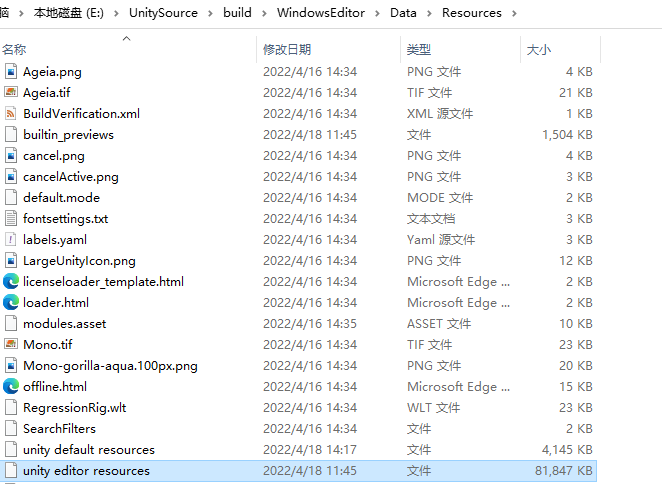 脑 > 本地磁盘 (E:) > UnitySource > build > WindowsEditor > Data > Resources >
名称 修改日期 类型 大小
Ageia.png 2022/4/16 14:34 PNG 文件 4 KB
Ageia.tif 2022/4/16 14:34 TIF 文件 21 KB
BuildVerification.xml 2022/4/16 14:34 XML 源文件 1 KB
builtin_previews 2022/4/18 11:45 文件 1,504 KB
cancel.png 2022/4/16 14:34 PNG 文件 4 KB
cancelActive.png 2022/4/16 14:34 PNG 文件 3 KB
default.mode 2022/4/16 14:34 MODE 文件 2 KB
fontsettings.txt 2022/4/16 14:34 文本文档 3 KB
labels.yaml 2022/4/16 14:34 Yaml 源文件 3 KB
LargeUnityIcon.png 2022/4/16 14:34 PNG 文件 12 KB
licenseloader_template.html 2022/4/16 14:34 Microsoft Edge ... 2 KB
loader.html 2022/4/16 14:34 Microsoft Edge ... 2 KB
modules.asset 2022/4/16 14:35 ASSET 文件 10 KB
Mono.tif 2022/4/16 14:34 TIF 文件 23 KB
Mono-gorilla-aqua.100px.png 2022/4/16 14:34 PNG 文件 20 KB
offline.html 2022/4/16 14:34 Microsoft Edge ... 15 KB
RegressionRig.wlt 2022/4/16 14:34 WLT 文件 23 KB
SearchFilters 2022/4/16 14:34 文件 2 KB
unity default resources 2022/4/18 14:17 文件 4,145 KB
unity editor resources 2022/4/18 11:45 文件 81,847 KB